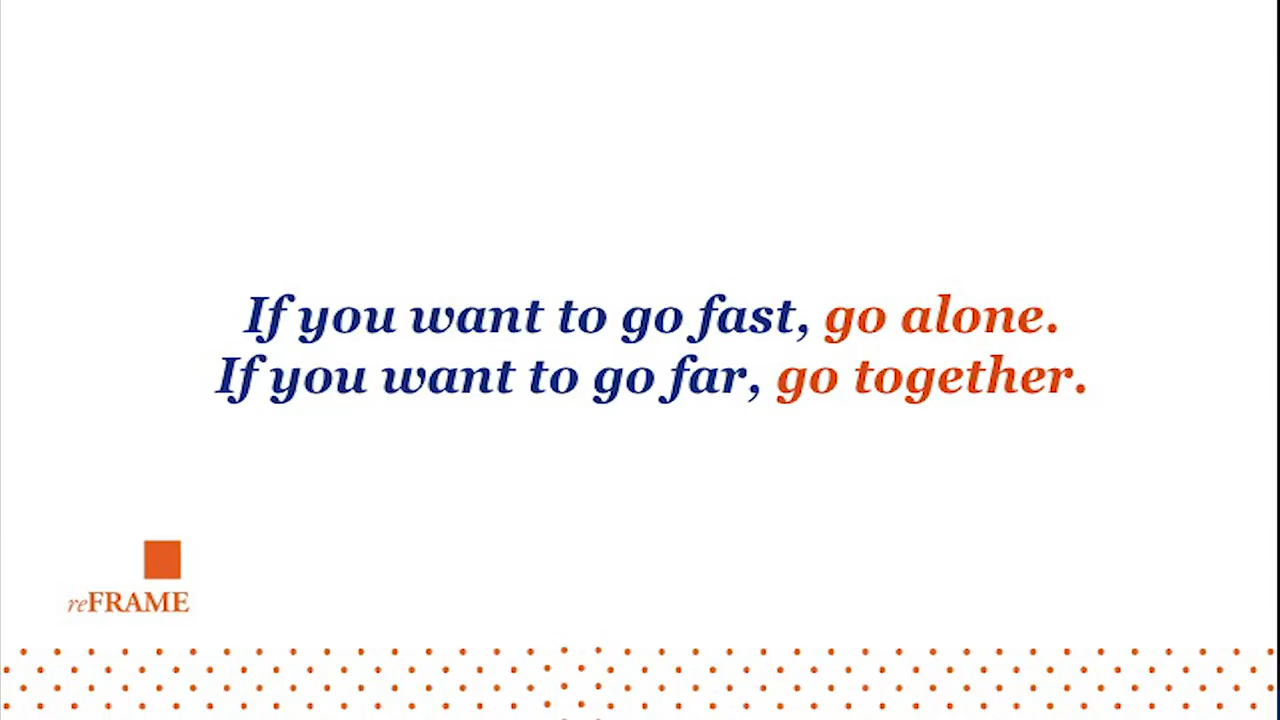 If you want to go fast, go alone.
If you want to go far, go together.
reFRAME